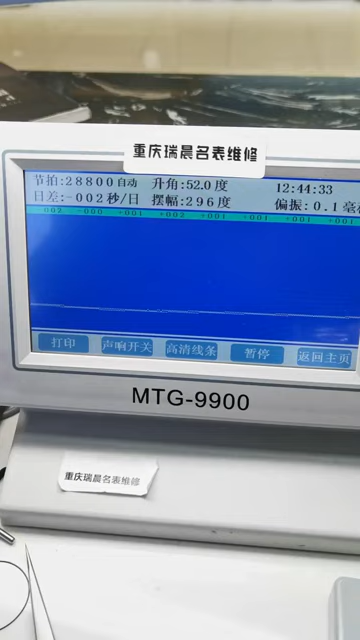 重庆瑞晨名表维修
节拍:28800自动 升角:52.0度 12:44:33
日差:-002秒/日 摆幅:296度 偏振:0.1毫
-000 +001 +002 +001 +001 +001 +001
打印 声响开关 高清线条 暂停 返回主页
MTG-9900
重庆瑞晨名表维修